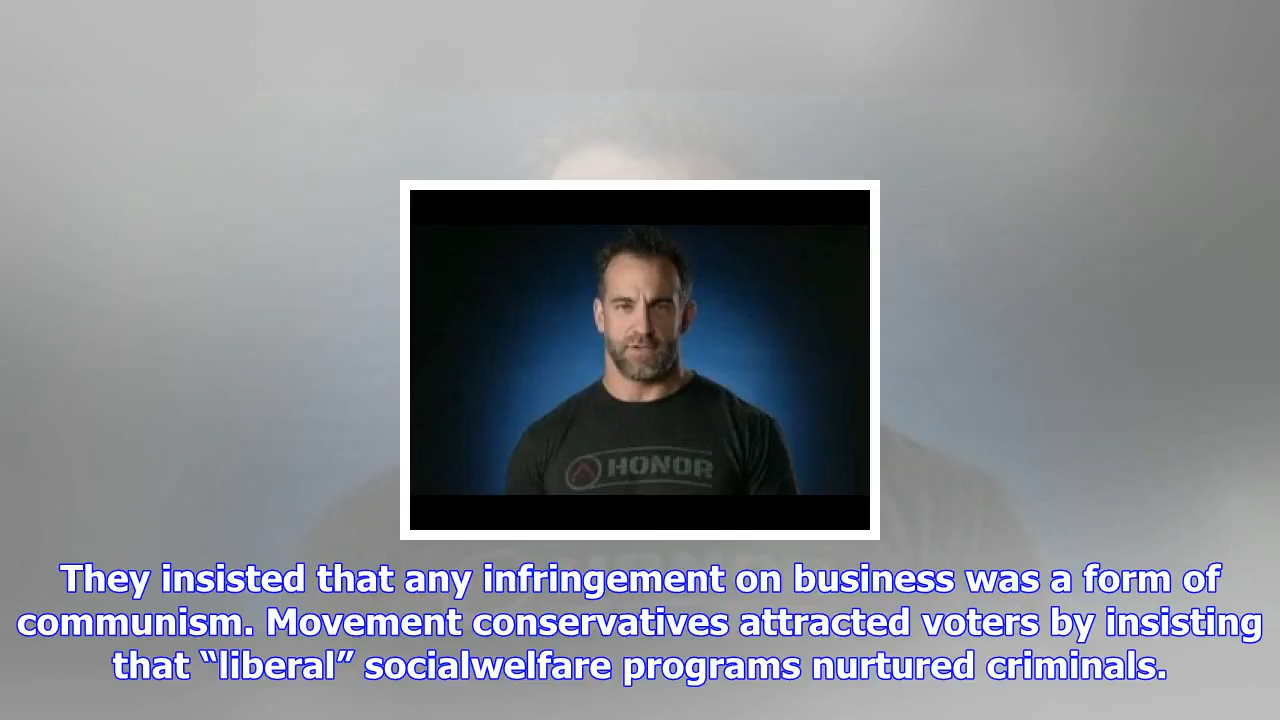 HONOR
They insisted that any infringement on business was a form of
communism. Movement conservatives attracted voters by insisting
that “liberal” socialwelfare programs nurtured criminals.